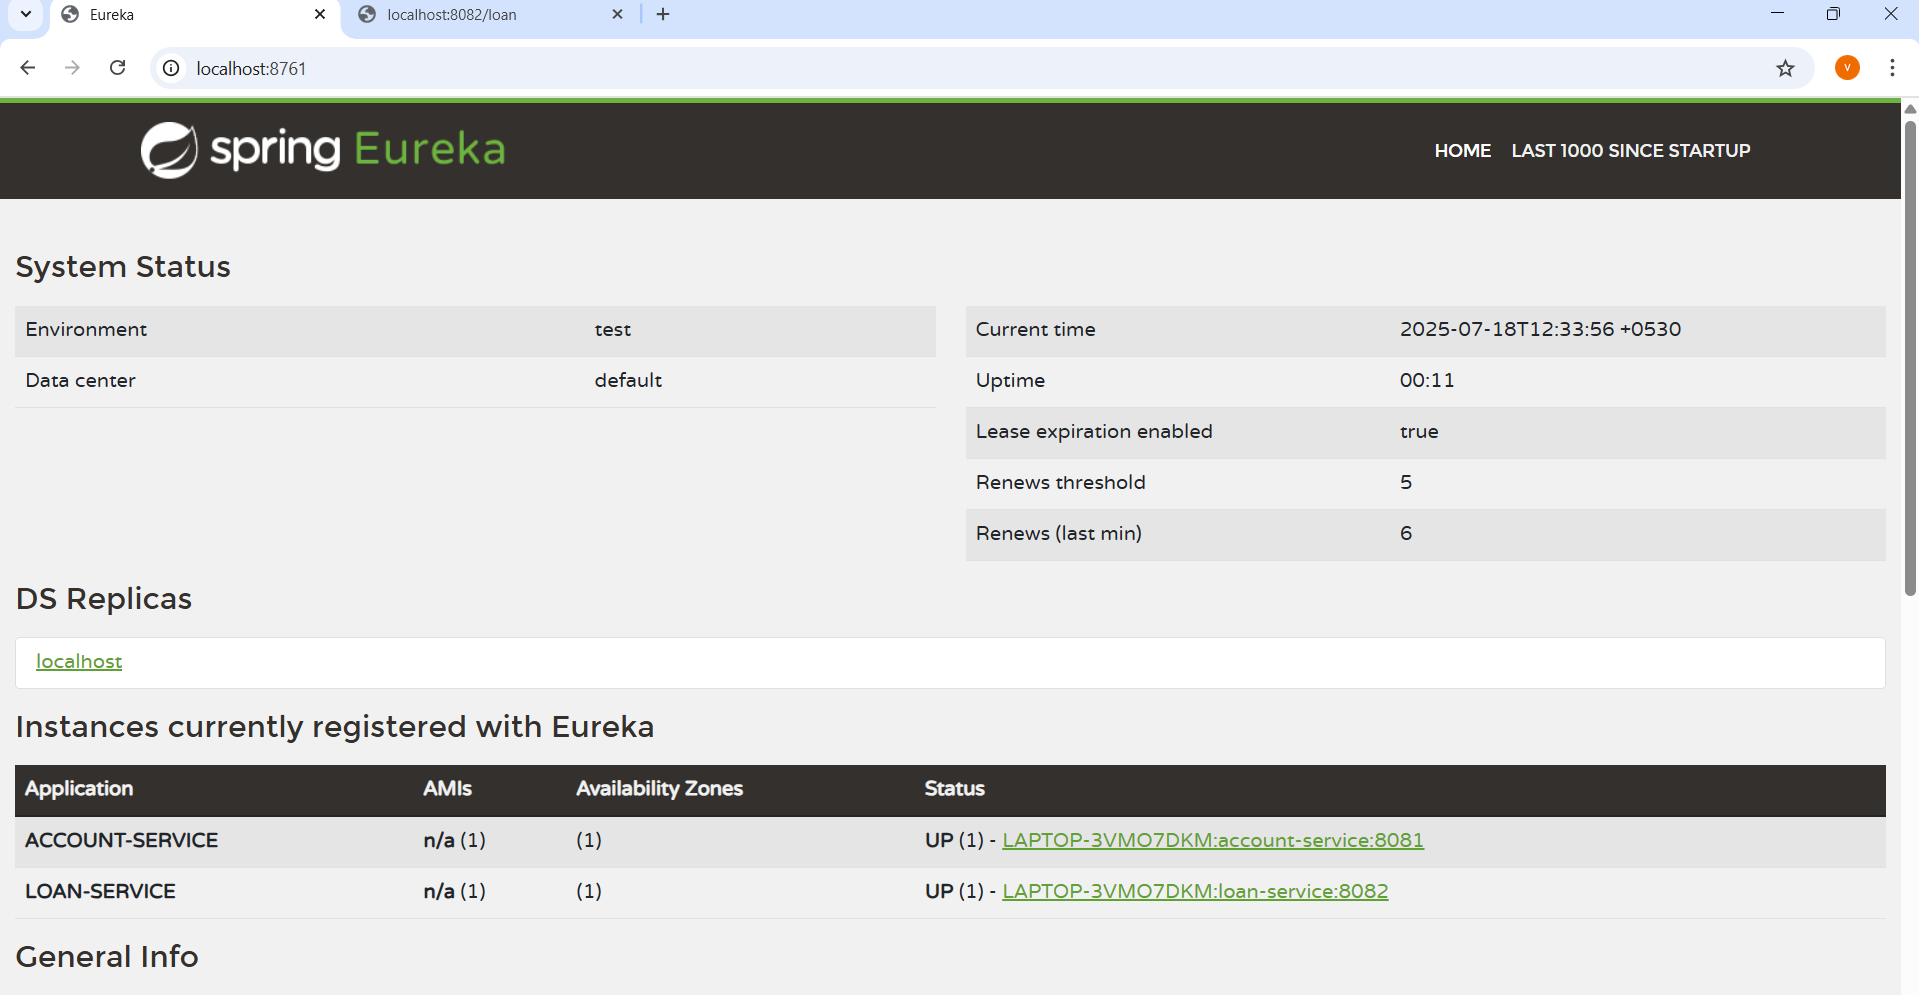 Eureka
localhost:8082/loan
localhost:8761
V
spring Eureka
HOME LAST 1000 SINCE STARTUP
System Status
Environment test
Data center default
Current time 2025-07-18T12:33:56 +0530
Uptime 00:11
Lease expiration enabled true
Renews threshold 5
Renews (last min) 6
DS Replicas
localhost
Instances currently registered with Eureka
Application AMIs Availability Zones Status
ACCOUNT-SERVICE n/a (1) (1) UP (1) - LAPTOP-3VMO7DKM:account-service:8081
LOAN-SERVICE n/a (1) (1) UP (1) - LAPTOP-3VMO7DKM:loan-service:8082
General Info